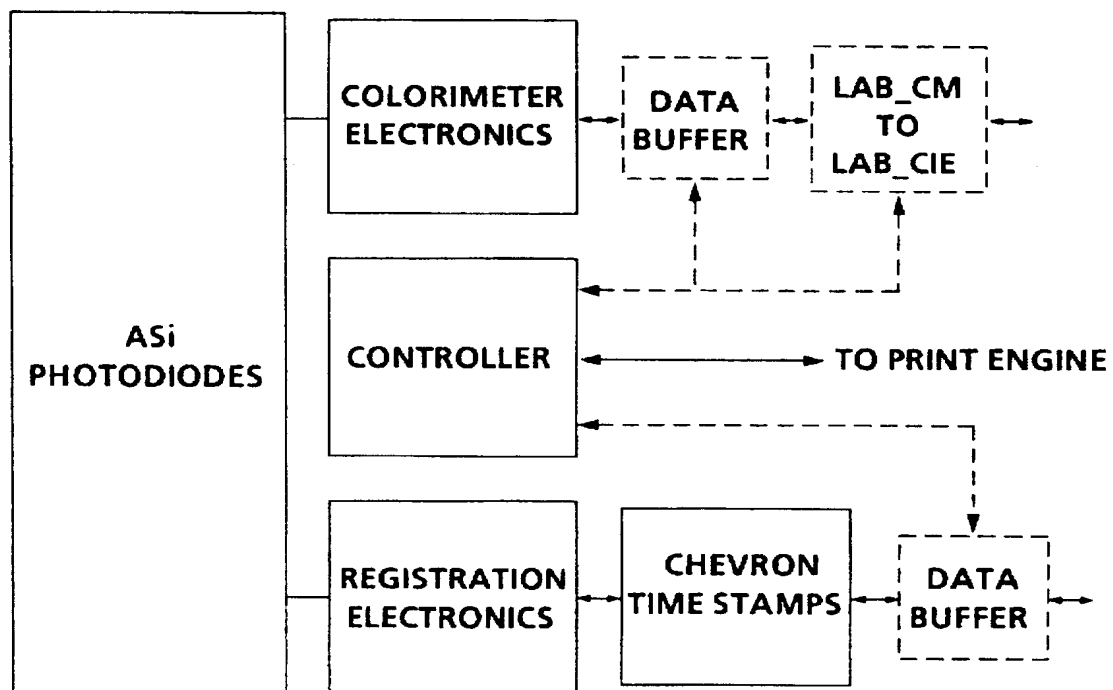 ASi
PHOTODIODES
COLORIMETER
ELECTRONICS
DATA
BUFFER
LAB_CM
TO
LAB_CIE
CONTROLLER
TO PRINT ENGINE
REGISTRATION
ELECTRONICS
CHEVRON
TIME STAMPS
DATA
BUFFER